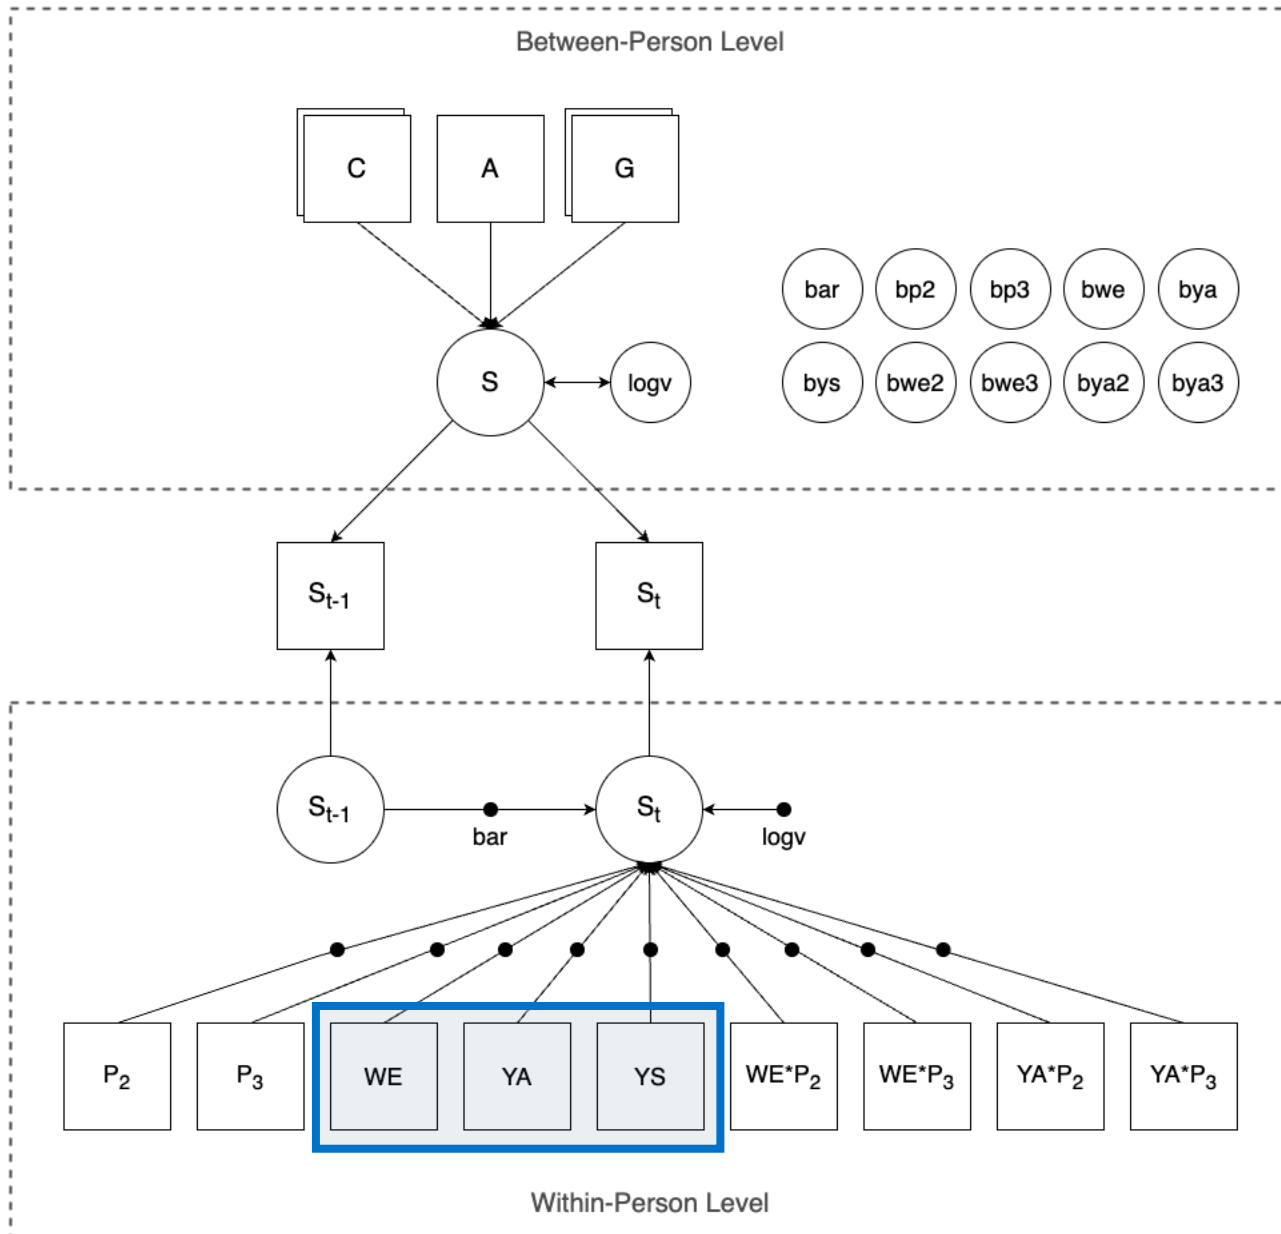 Between-Person Level
C A G
bar bp2 bp3 bwe bya
S logv bys bwe2 bwe3 bya2 bya3
Sₜ₋₁ Sₜ
Sₜ₋₁ Sₜ
bar logv
P₂ P₃ WE YA YS WE*P₂ WE*P₃ YA*P₂ YA*P₃
Within-Person Level